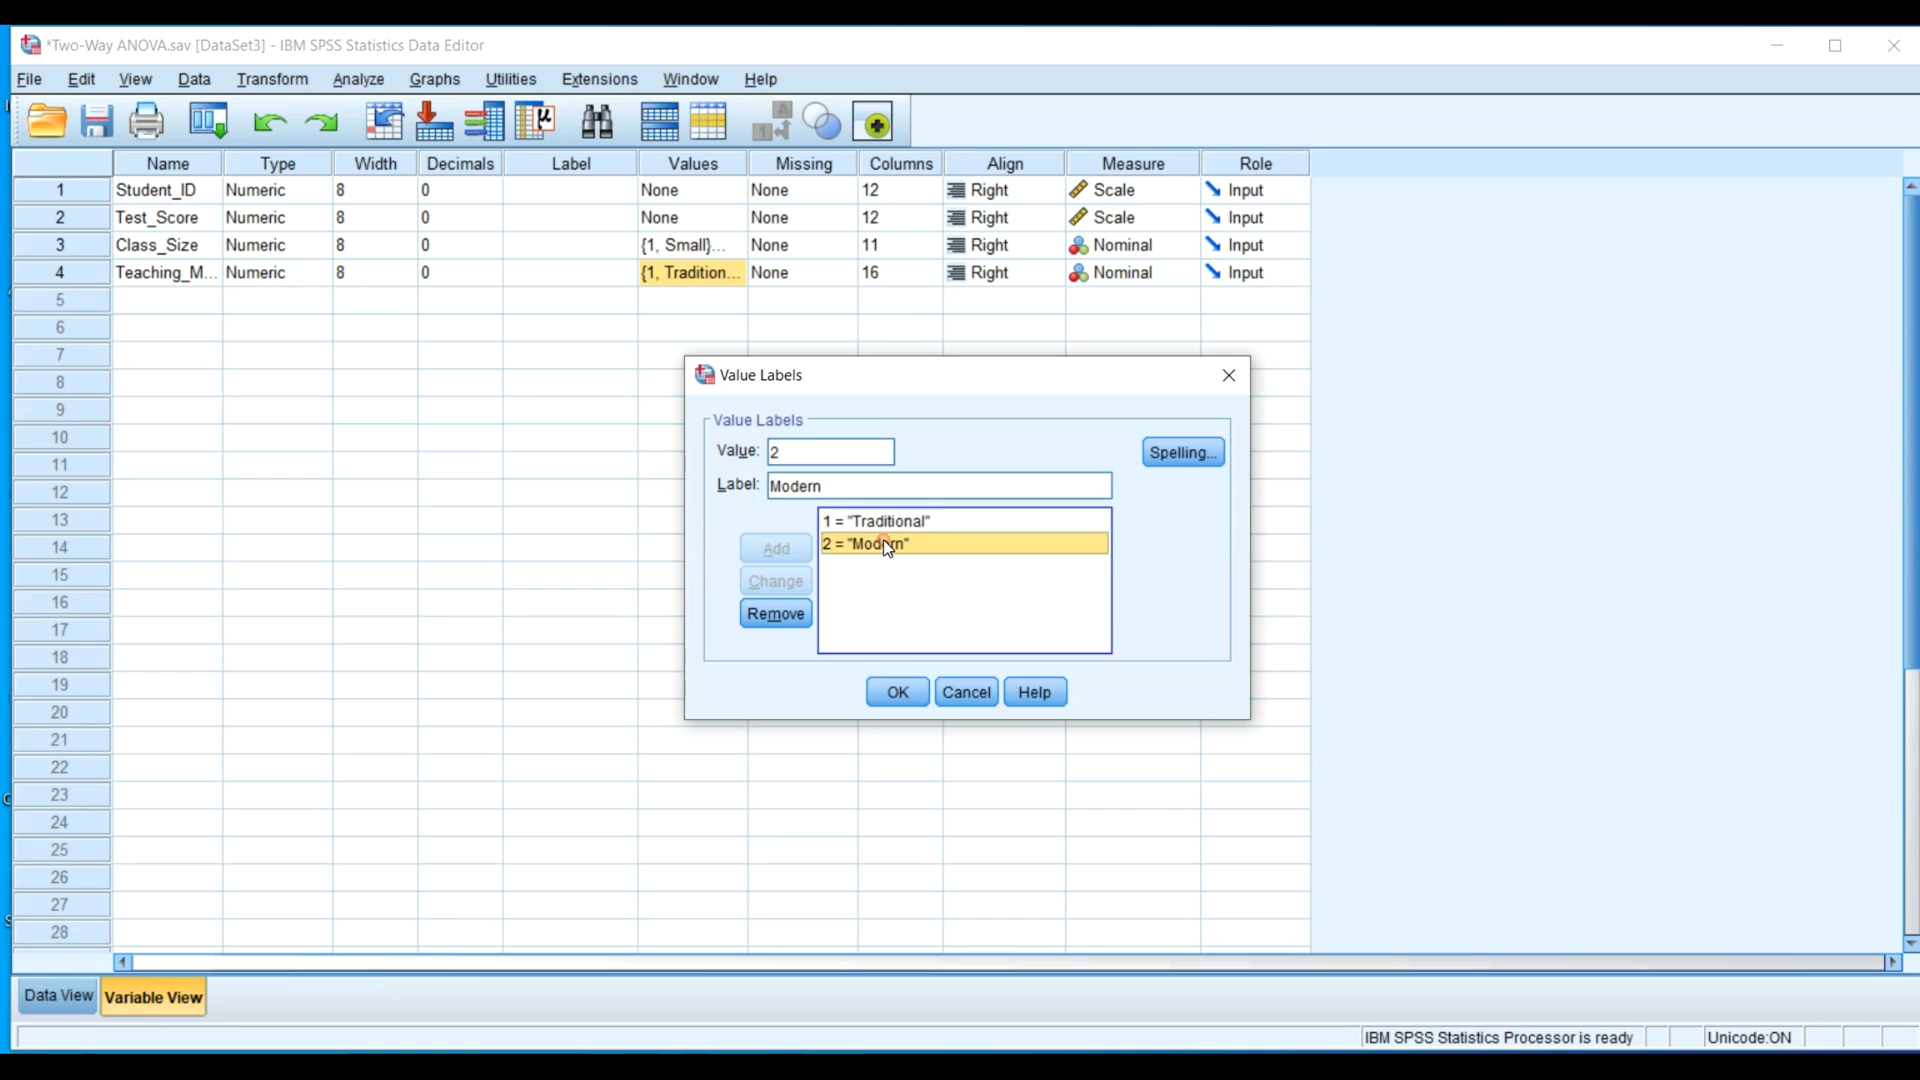 *Two-Way ANOVA.sav [DataSet3] - IBM SPSS Statistics Data Editor
File Edit View Data Transform Analyze Graphs Utilities Extensions Window Help
Name Type Width Decimals Label Values Missing Columns Align Measure Role
1 Student_ID Numeric 8 0 None None 12 Right Scale Input
2 Test_Score Numeric 8 0 None None 12 Right Scale Input
3 Class_Size Numeric 8 0 {1, Small}... None 11 Right Nominal Input
4 Teaching_M... Numeric 8 0 {1, Tradition... None 16 Right Nominal Input
5
6
7
8
9
10
11
12
13
14
15
16
17
18
19
20
21
22
23
24
25
26
27
28
Value Labels
Value Labels
Value: 2
Spelling...
Label: Modern
1 = "Traditional"
2 = "Modern"
Add
Change
Remove
OK Cancel Help
Data View Variable View
IBM SPSS Statistics Processor is ready Unicode:ON